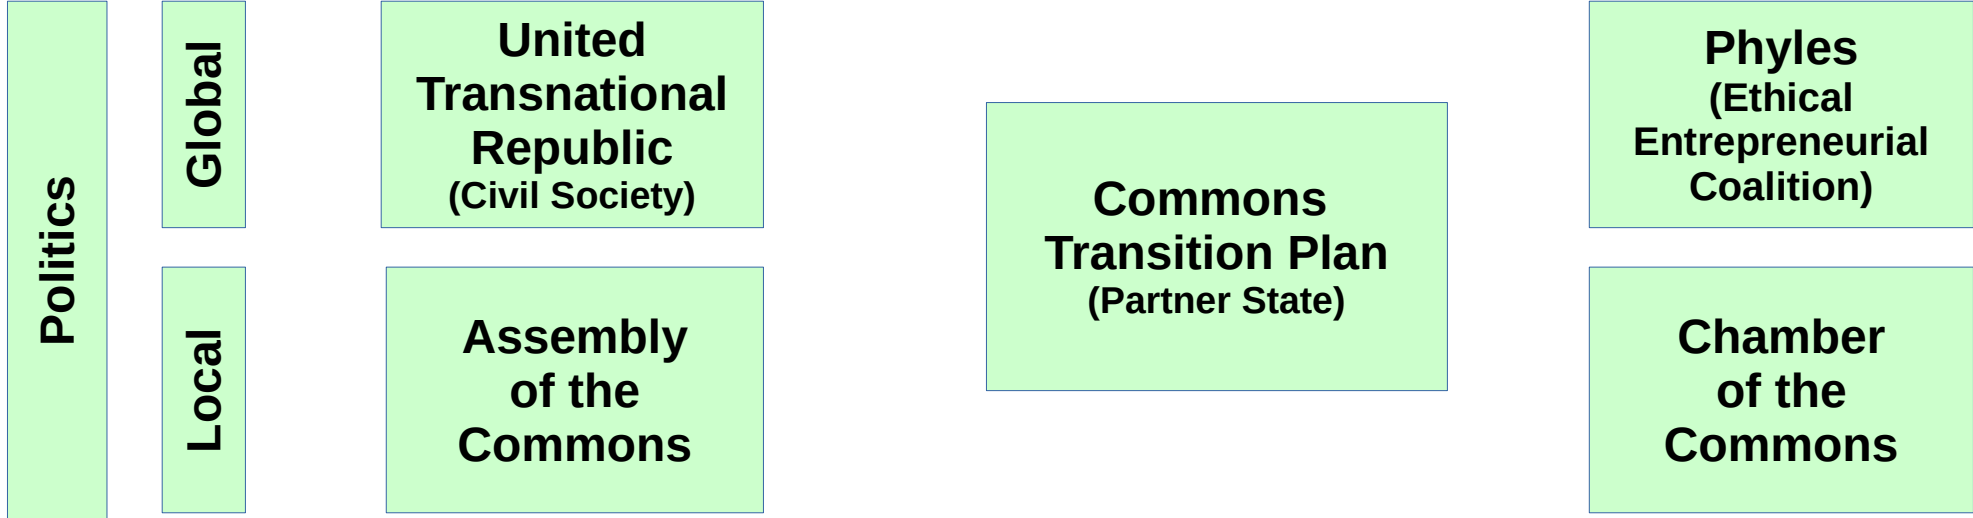 Politics
Global
United
Transnational
Republic
(Civil Society)
Commons
Transition Plan
(Partner State)
Phyles
(Ethical
Entrepreneurial
Coalition)
Local
Assembly
of the
Commons
Chamber
of the
Commons